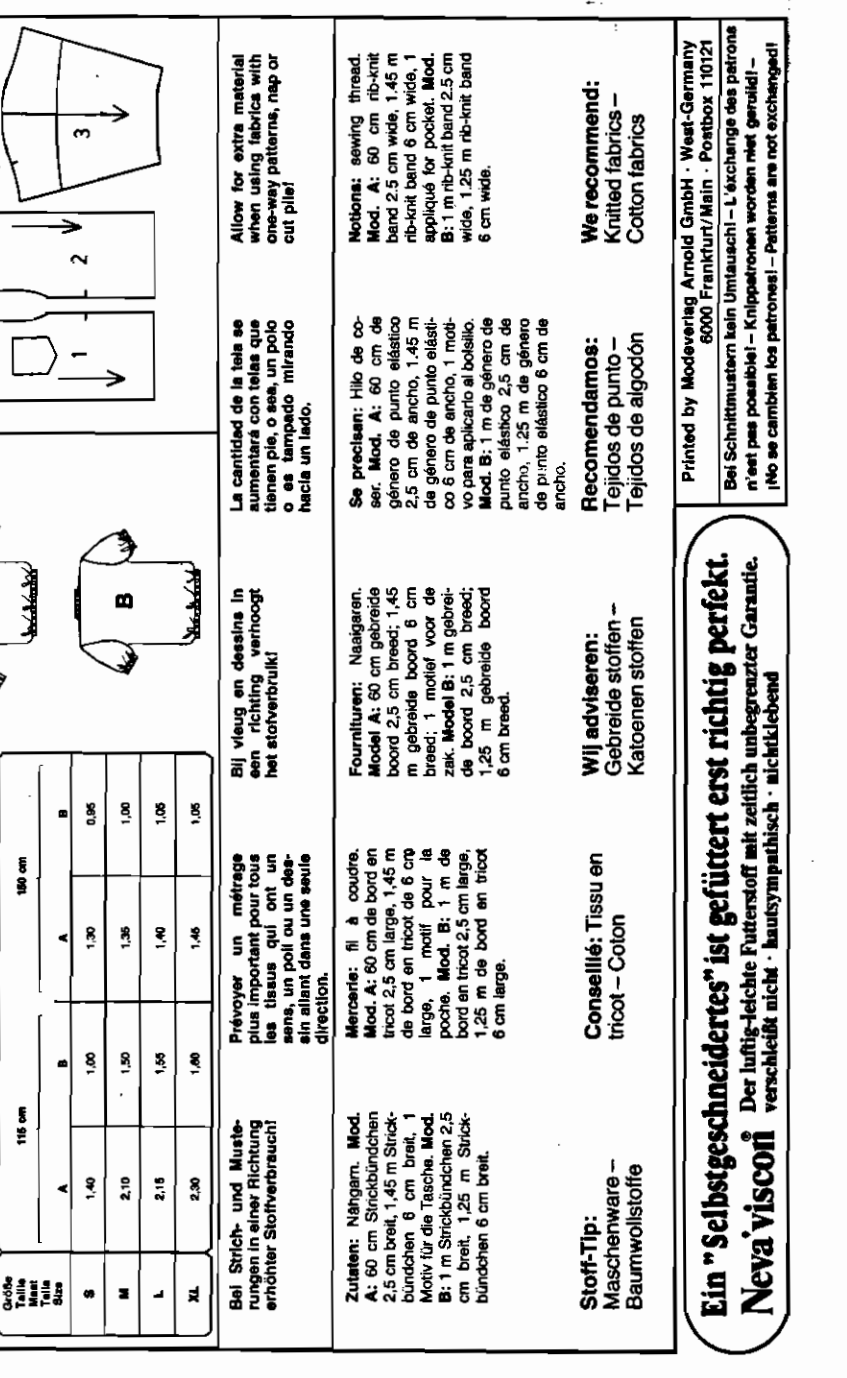 Größe
Taille
Maat
Talla
Size
115 cm
150 cm
A
B
A
B
S
1,40
1,00
1,30
0,95
M
2,10
1,50
1,35
1,00
L
2,15
1,55
1,40
1,05
XL
2,30
1,60
1,45
1,05
B
1
2
3
Bei Strich- und Muste-
rungen in einer Richtung
erhöhter Stoffverbrauch!
Prévoyer un métrage
plus important pour tous
les tissus qui ont un
sens, un poil ou un des-
sin allant dans une seule
direction.
Bij vleug en dessins in
een richting verhoogt
het stofverbruik!
La cantidad de la tela se
aumentará con telas que
tienen pie, o sea, un polo
o es tampado mirando
hacia un lado.
Allow for extra material
when using fabrics with
one-way patterns, nap or
cut pile!
Zutaten: Nähgarn. Mod.
A: 60 cm Strickbündchen
2,5 cm breit, 1,45 m Strick-
bündchen 6 cm breit, 1
Motiv für die Tasche. Mod.
B: 1 m Strickbündchen 2,5
cm breit, 1,25 m Strick-
bündchen 6 cm breit.
Mercerie: fil à coudre.
Mod. A: 60 cm de bord en
tricot 2,5 cm large, 1,45 m
de bord en tricot de 6 cm
large, 1 motif pour la
poche. Mod. B: 1 m de
bord en tricot 2,5 cm large,
1,25 m de bord en tricot
6 cm large.
Fournituren: Naaigaren.
Model A: 60 cm gebreide
boord 2,5 cm breed; 1,45
m gebreide boord 6 cm
breed; 1 motief voor de
zak. Model B: 1 m gebrei-
de boord 2,5 cm breed;
1,25 m gebreide boord
6 cm breed.
Se precisan: Hilo de co-
ser. Mod. A: 60 cm de
género de punto elástico
2,5 cm de ancho, 1.45 m
de género de punto elásti-
co 6 cm de ancho, 1 moti-
vo para aplicarlo al bolsillo.
Mod. B: 1 m de género de
punto elástico 2,5 cm de
ancho, 1.25 m de género
de punto elástico 6 cm de
ancho.
Notions: sewing thread.
Mod. A: 60 cm rib-knit
band 2.5 cm wide, 1.45 m
rib-knit band 6 cm wide, 1
appliqué for pocket. Mod.
B: 1 m rib-knit band 2.5 cm
wide, 1.25 m rib-knit band
6 cm wide.
Stoff-Tip:
Maschenware –
Baumwollstoffe
Conseillé: Tissu en
tricot – Coton
Wij adviseren:
Gebreide stoffen –
Katoenen stoffen
Recomendamos:
Tejidos de punto –
Tejidos de algodón
We recommend:
Knitted fabrics –
Cotton fabrics
Ein "Selbstgeschneidertes" ist gefüttert erst richtig perfekt.
Neva'viscon® Der luftig-leichte Futterstoff mit zeitlich unbegrenzter Garantie.
verschleißt nicht · hautsympathisch · nichtklebend
Printed by Modeverlag Arnold GmbH · West-Germany
6000 Frankfurt/Main · Postbox 110121
Bei Schnittmustern kein Umtausch! – L'échange des patrons
n'est pas possible! – Knippatronen worden niet geruild! –
¡No se cambien los patrones! – Patterns are not exchanged!